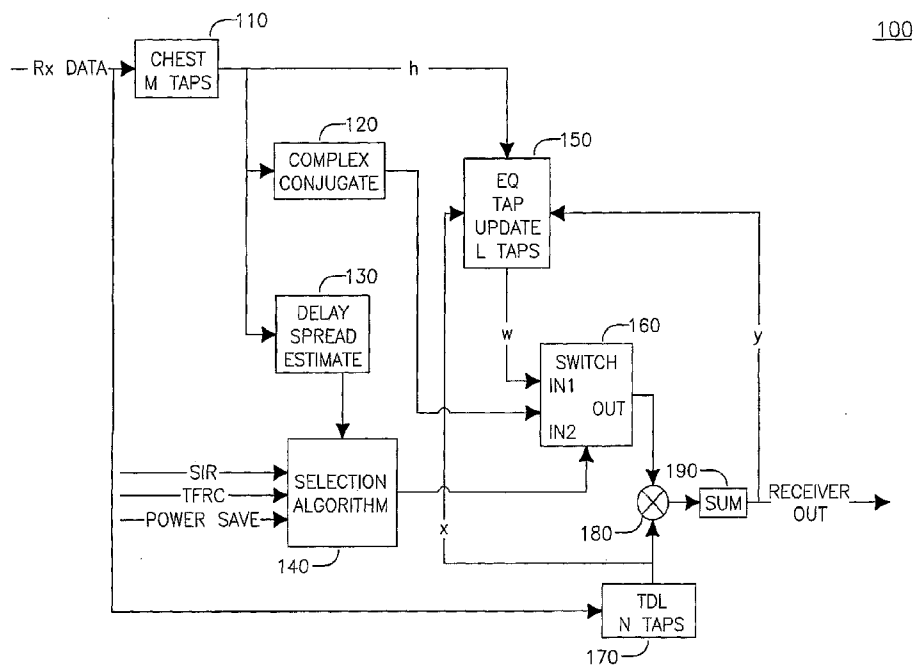 100
110
CHEST
M TAPS
Rx DATA
h
120
COMPLEX
CONJUGATE
150
EQ
TAP
UPDATE
L TAPS
130
DELAY
SPREAD
ESTIMATE
w
160
SWITCH
IN1
OUT
IN2
y
SIR
TFRC
POWER SAVE
SELECTION
ALGORITHM
140
x
180
190
SUM
RECEIVER
OUT
TDL
N TAPS
170